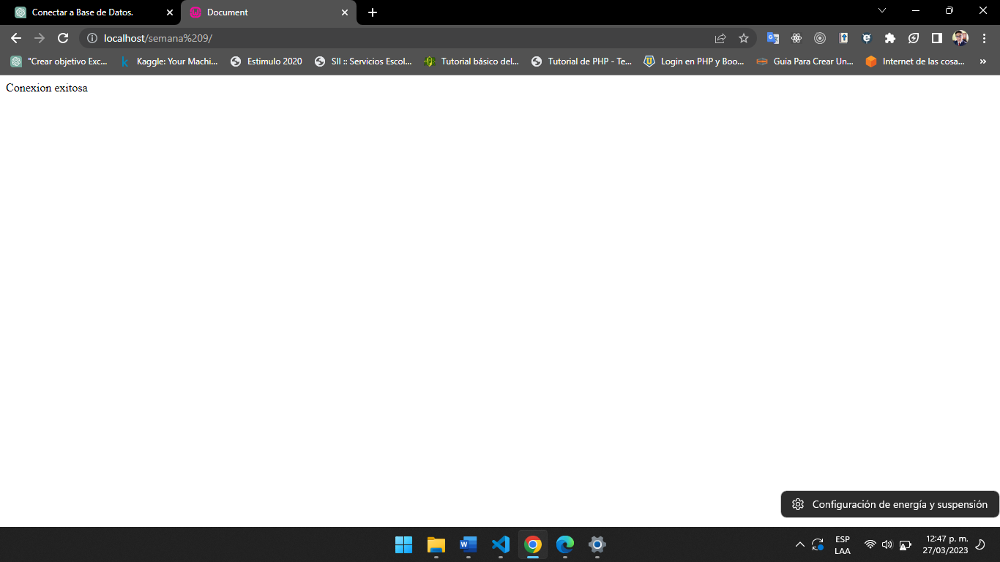 Conectar a Base de Datos.
Document
localhost/semana%209/
"Crear objetivo Exc...
Kaggle: Your Machi...
Estimulo 2020
SII :: Servicios Escol...
Tutorial básico del...
Tutorial de PHP - Te...
Login en PHP y Boo...
Guia Para Crear Un...
Internet de las cosa...
»
Conexion exitosa
Configuración de energía y suspensión
ESP
LAA
12:47 p. m.
27/03/2023